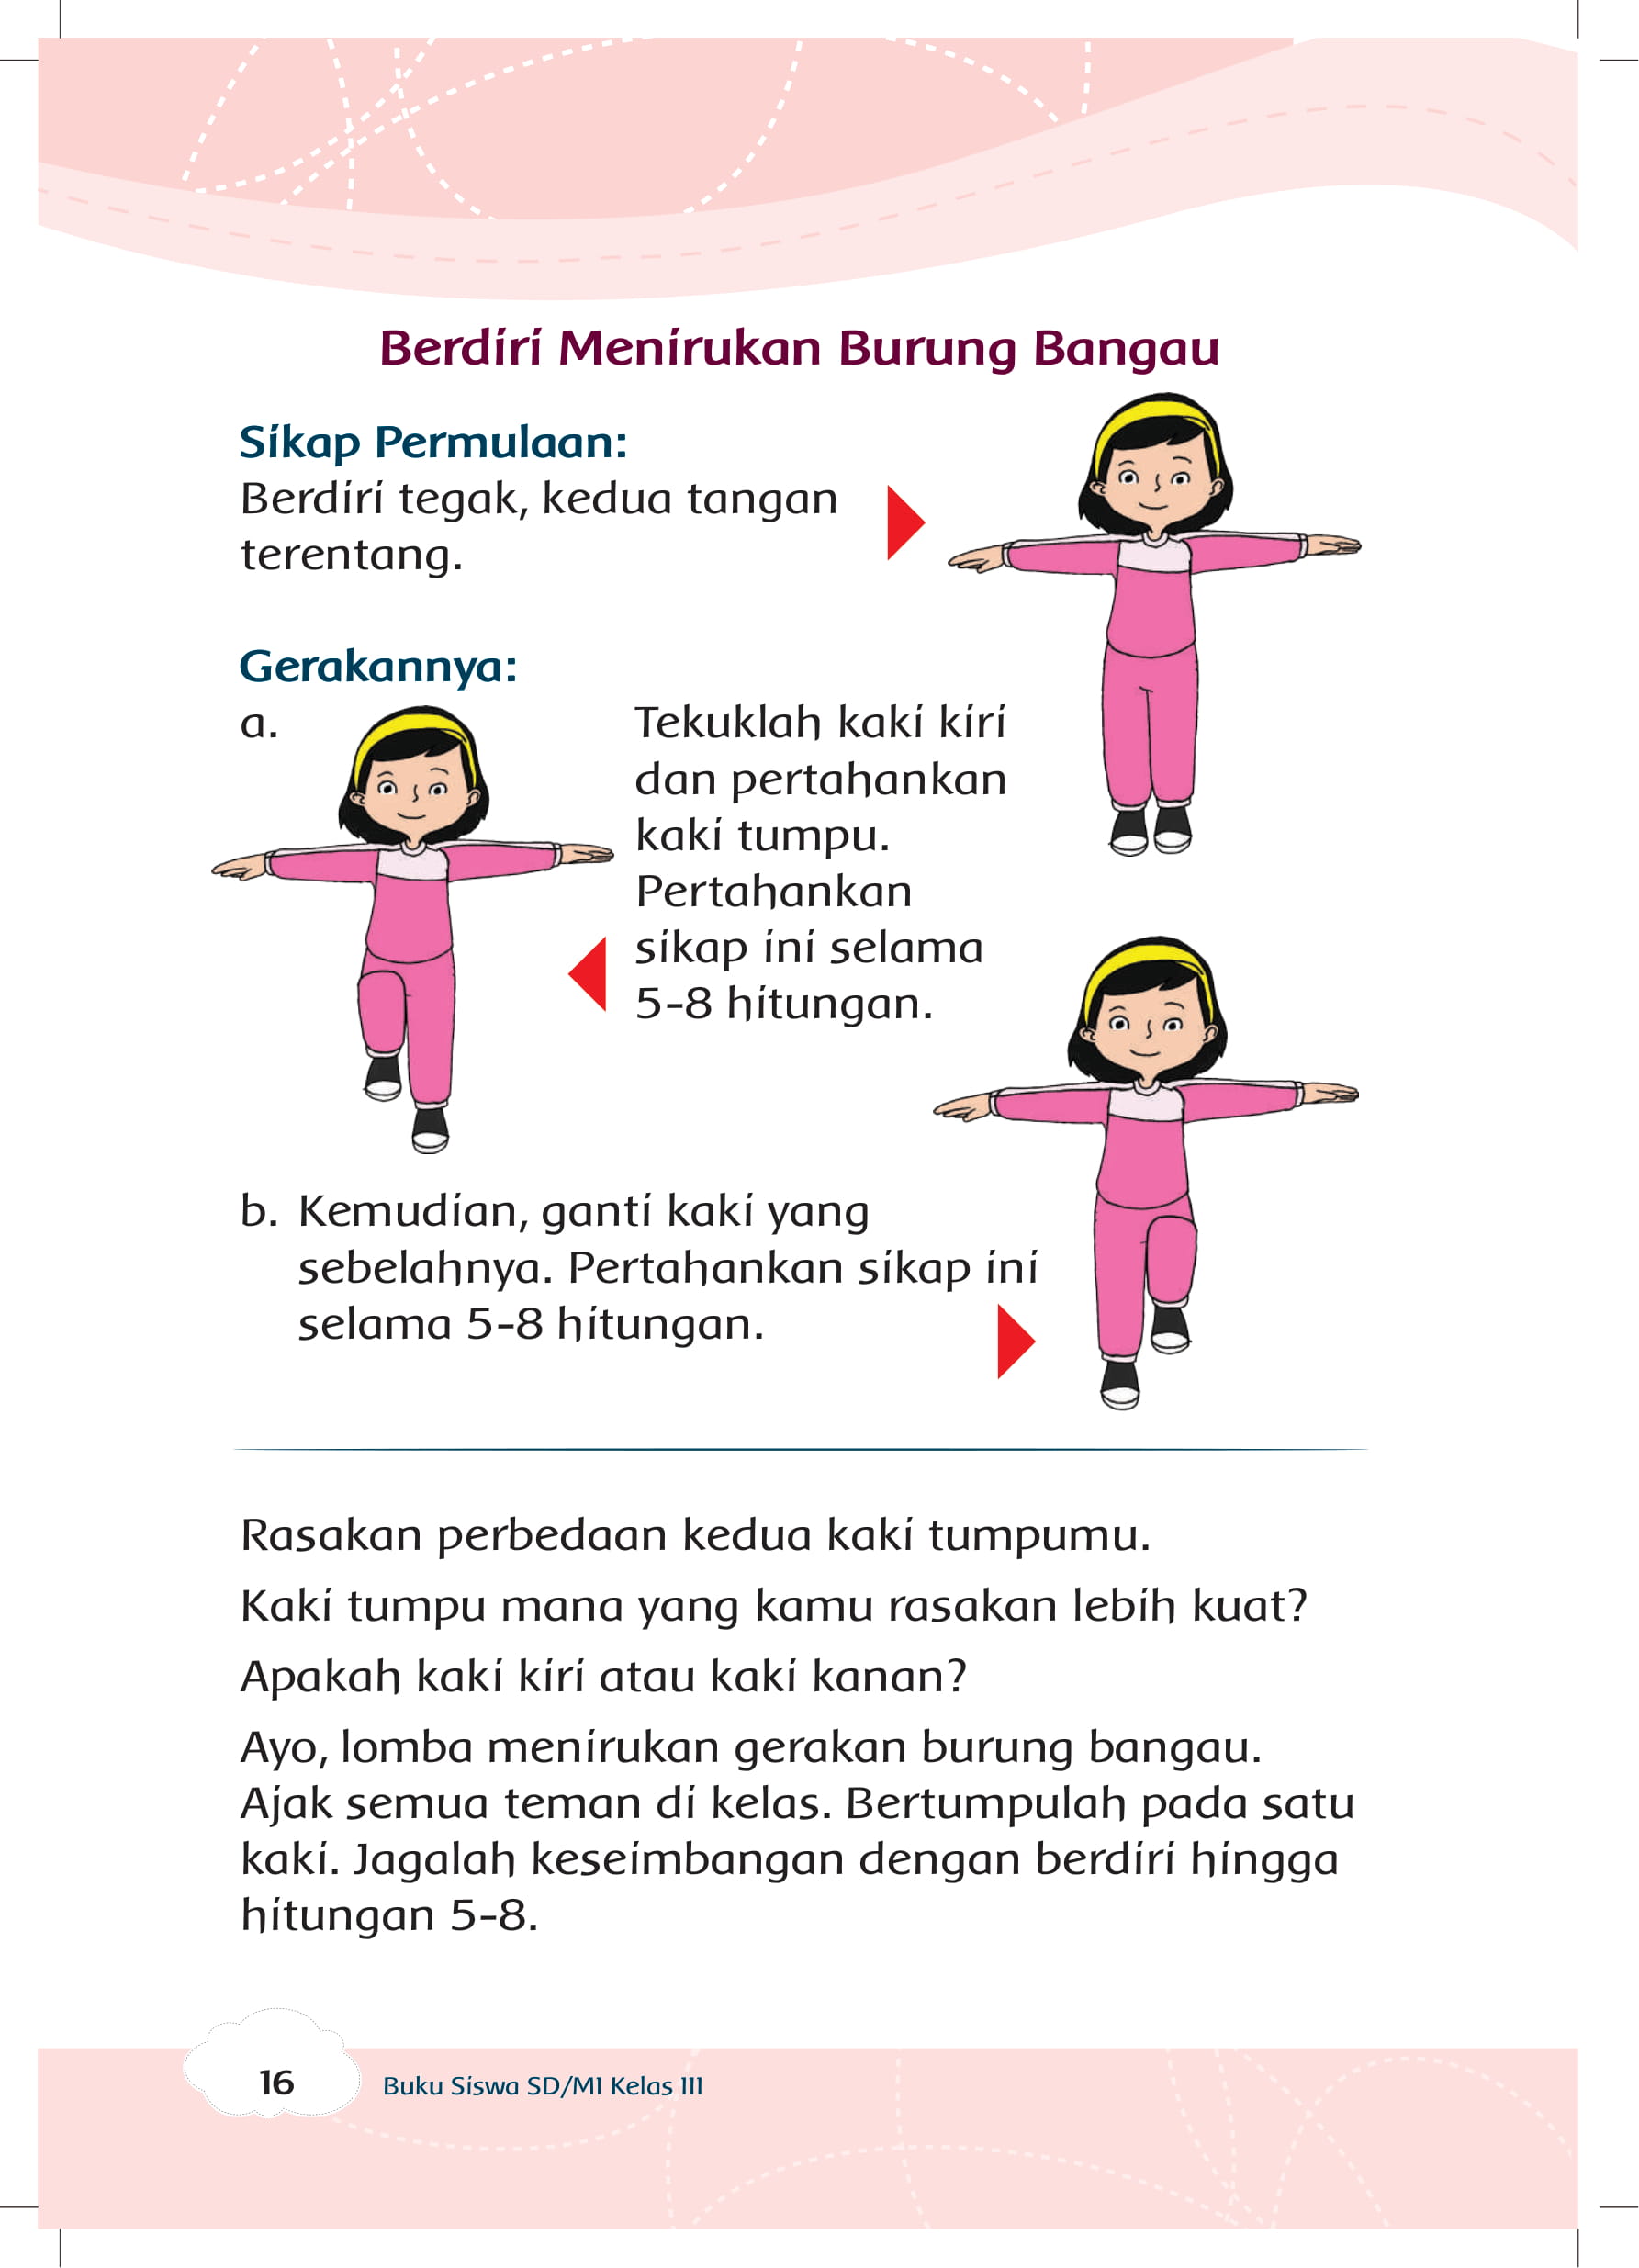 Berdiri Menirukan Burung Bangau
Sikap Permulaan:
Berdiri tegak, kedua tangan
terentang.
Gerakannya:
a.
Tekuklah kaki kiri
dan pertahankan
kaki tumpu.
Pertahankan
sikap ini selama
5-8 hitungan.
b. Kemudian, ganti kaki yang
sebelahnya. Pertahankan sikap ini
selama 5-8 hitungan.
Rasakan perbedaan kedua kaki tumpumu.
Kaki tumpu mana yang kamu rasakan lebih kuat?
Apakah kaki kiri atau kaki kanan?
Ayo, lomba menirukan gerakan burung bangau.
Ajak semua teman di kelas. Bertumpulah pada satu
kaki. Jagalah keseimbangan dengan berdiri hingga
hitungan 5-8.
16
Buku Siswa SD/MI Kelas III